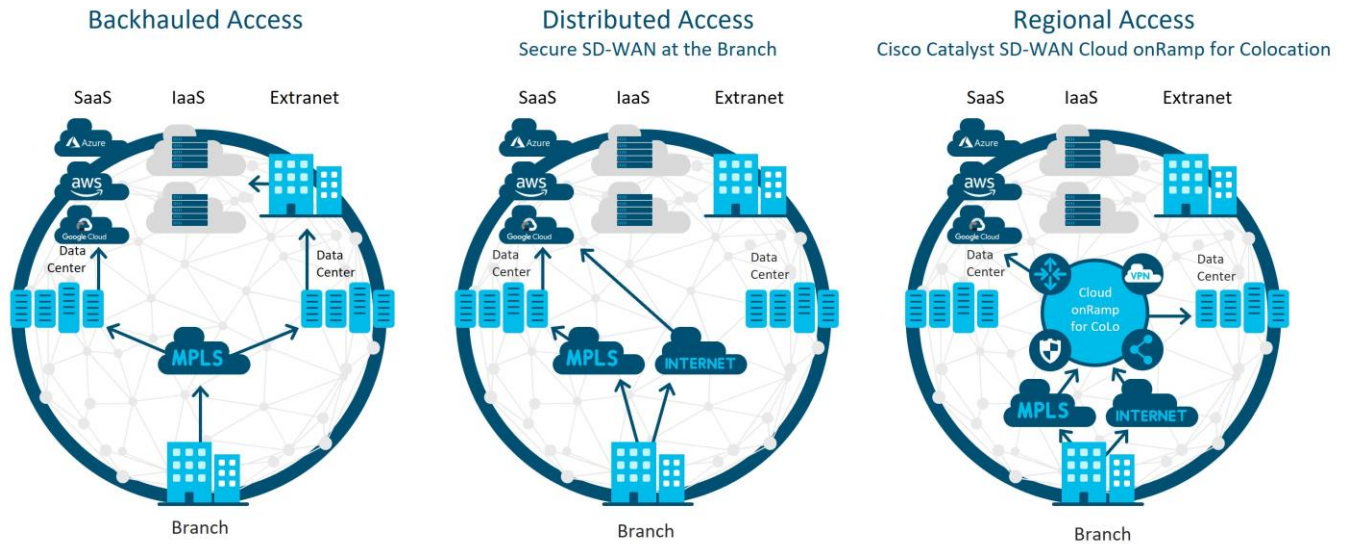 Backhauled Access
SaaS IaaS Extranet
Azure
aws
Google Cloud
Data
Center
Data
Center
MPLS
Branch
Distributed Access
Secure SD-WAN at the Branch
SaaS IaaS Extranet
Azure
aws
Google Cloud
Data
Center
Data
Center
MPLS
INTERNET
Branch
Regional Access
Cisco Catalyst SD-WAN Cloud onRamp for Colocation
SaaS IaaS Extranet
Azure
aws
Google Cloud
Data
Center
VPN
Data
Center
Cloud
onRamp
for CoLo
MPLS
INTERNET
Branch